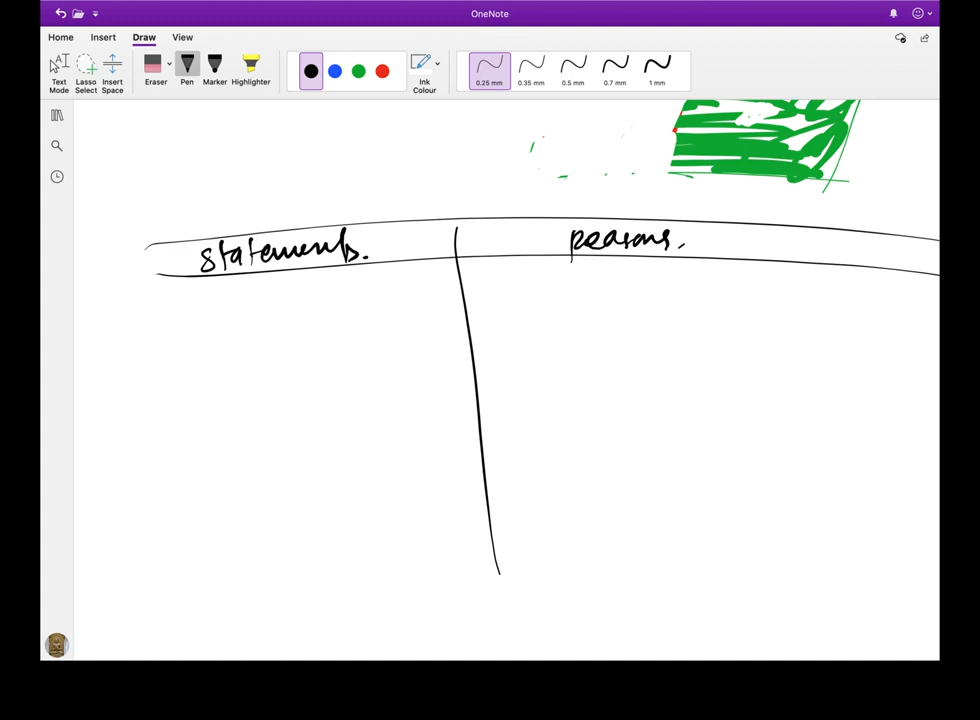 OneNote
Home Insert Draw View
Text Mode Lasso Select Insert Space Eraser Pen Marker Highlighter Ink Colour 0.25 mm 0.35 mm 0.5 mm 0.7 mm 1 mm
statements. reasons.